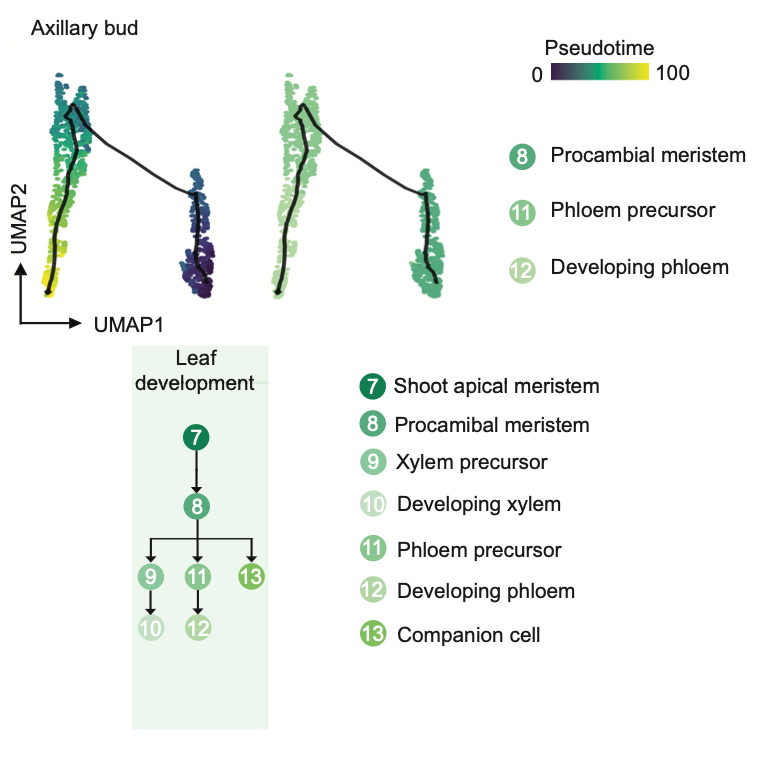 Axillary bud
Pseudotime
0 100
8 Procambial meristem
11 Phloem precursor
12 Developing phloem
UMAP2
UMAP1
Leaf
development
7
8
9 11 13
10 12
7 Shoot apical meristem
8 Procamibal meristem
9 Xylem precursor
10 Developing xylem
11 Phloem precursor
12 Developing phloem
13 Companion cell